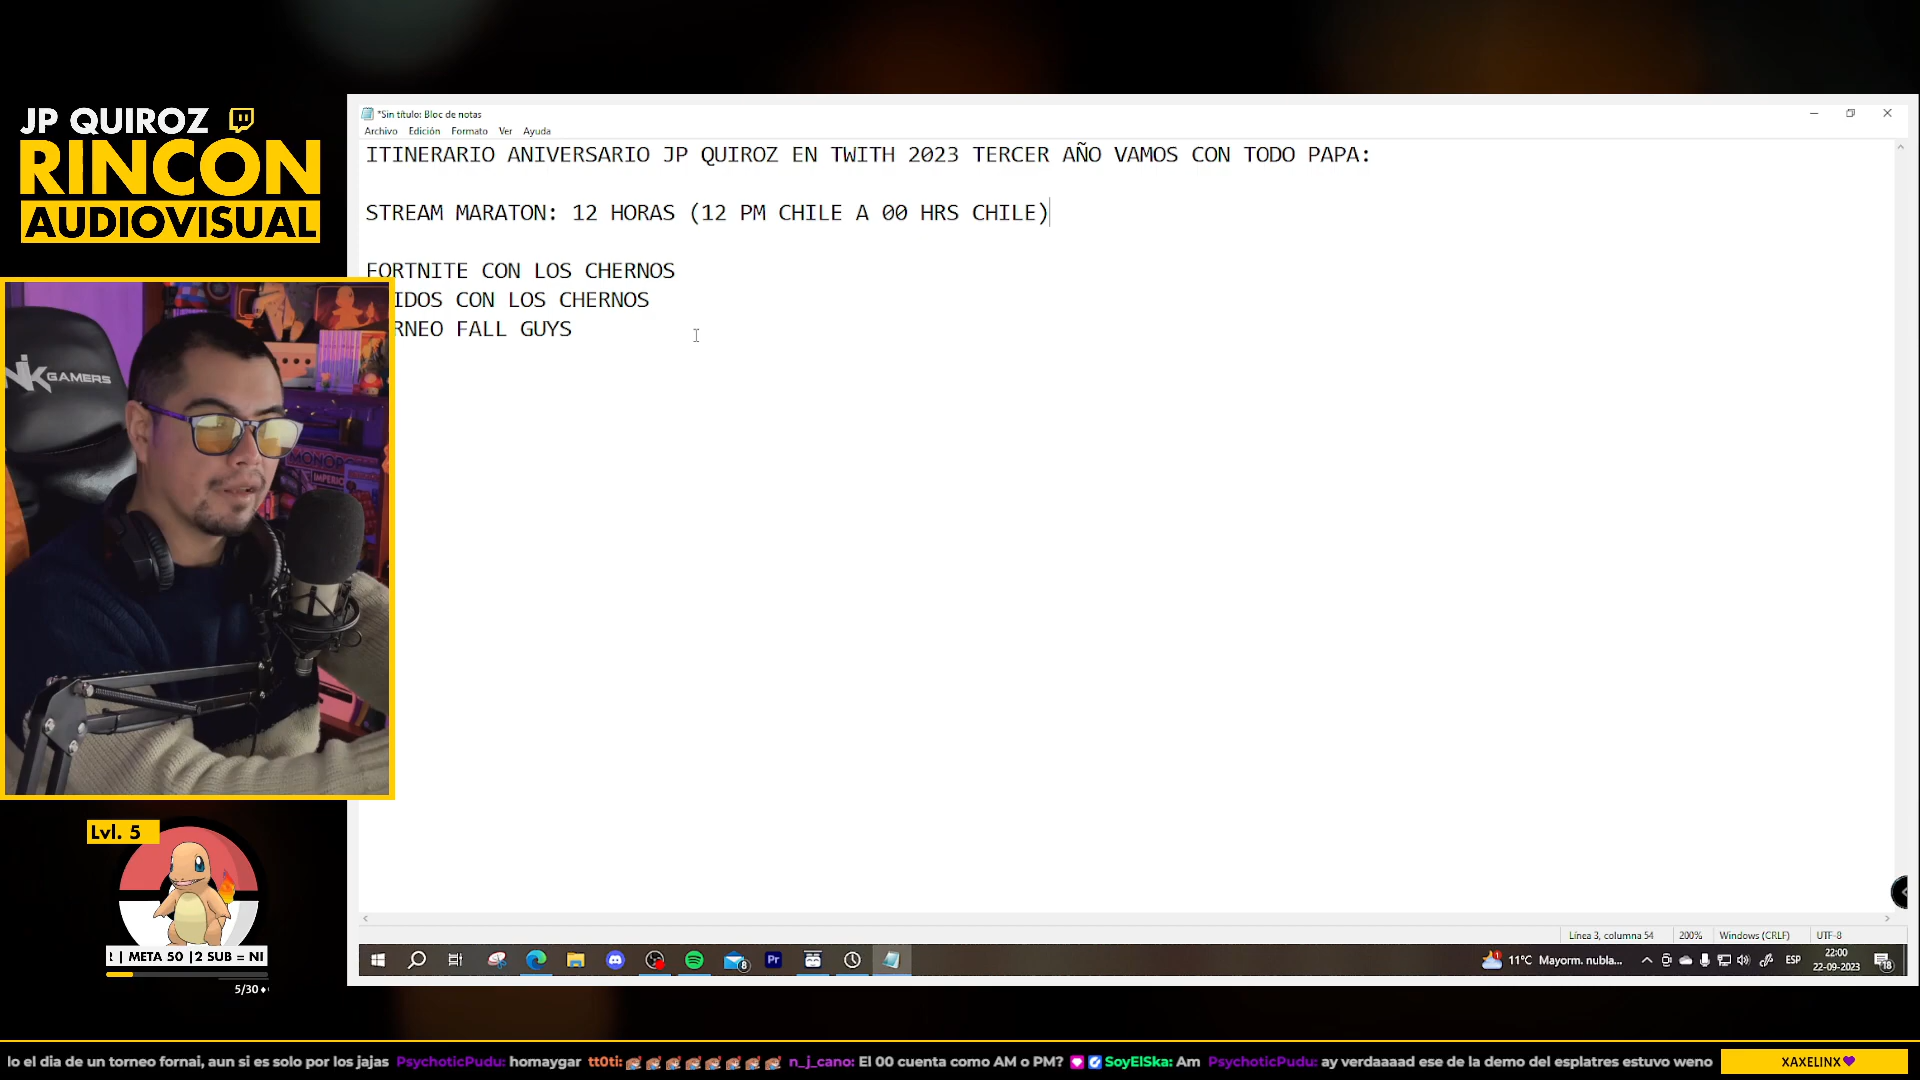 JP QUIROZ
RINCON
AUDIOVISUAL
*Sin título: Bloc de notas
Archivo Edición Formato Ver Ayuda
ITINERARIO ANIVERSARIO JP QUIROZ EN TWITH 2023 TERCER AÑO VAMOS CON TODO PAPA:
STREAM MARATON: 12 HORAS (12 PM CHILE A 00 HRS CHILE)
FORTNITE CON LOS CHERNOS
IDOS CON LOS CHERNOS
RNEO FALL GUYS
NK GAMERS
MONOP
IMPERIO
Lvl. 5
| META 50 |2 SUB = NI
5/30
Línea 3, columna 54 200% Windows (CRLF) UTF-8
8
Pr
11°C Mayorm. nubla... ESP
22:00
22-09-2023
18
lo el dia de un torneo fornai, aun si es solo por los jajas PsychoticPudu: homaygar tt0ti: n_j_cano: El 00 cuenta como AM o PM? SoyElSka: Am PsychoticPudu: ay verdaaaad ese de la demo del esplatres estuvo weno
XAXELINX